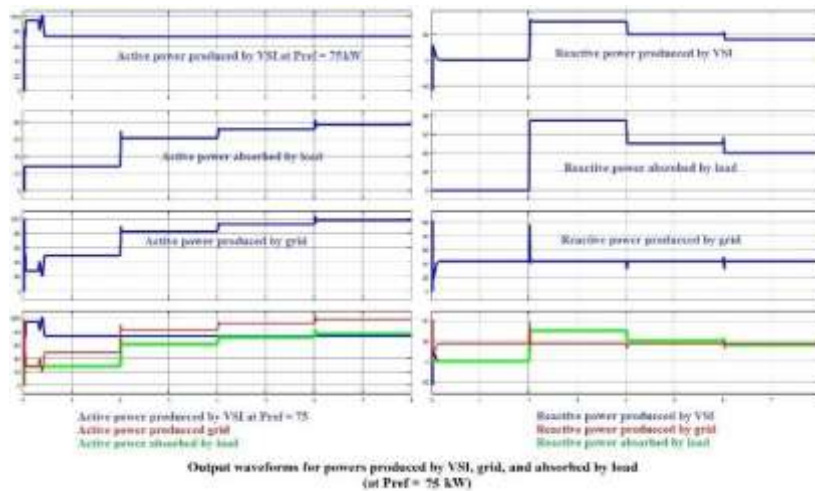 Active power produced by VSI at Pref = 75kW
Active power absorbed by load
Active power produced by grid
Active power produced by VSI at Pref = 75
Active power produced grid
Active power absorbed by load
Reactive power produced by VSI
Reactive power absorbed by load
Reactive power produced by grid
Reactive power produced by VSI
Reactive power produced by grid
Reactive power absorbed by load
Output waveforms for powers produced by VSI, grid, and absorbed by load
(at Pref = 75 kW)